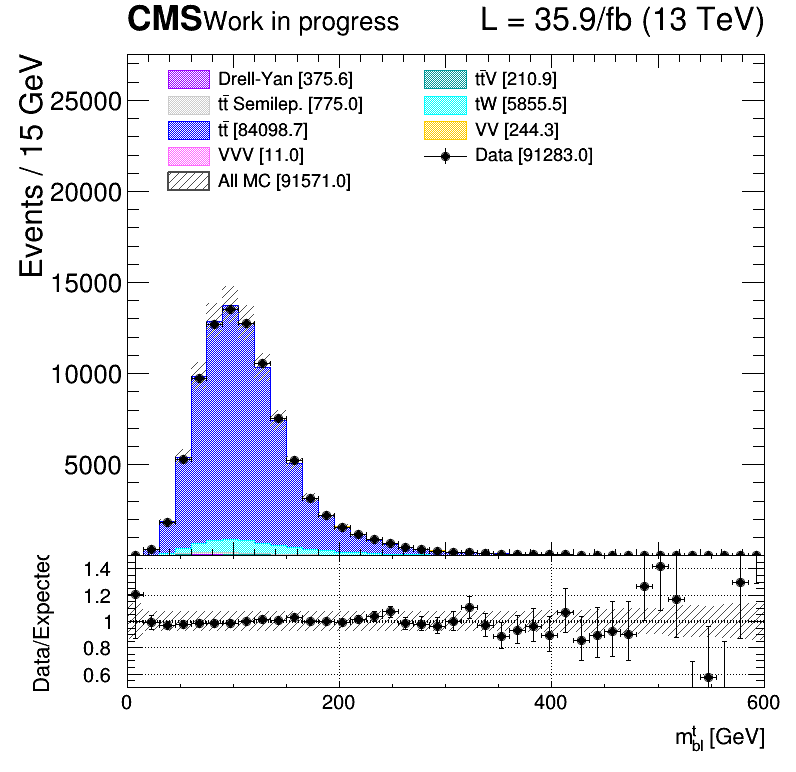 CMS Work in progress L = 35.9/fb (13 TeV)
Events / 15 GeV
25000
20000
15000
10000
5000
Drell-Yan [375.6]
tt̄ Semilep. [775.0]
tt̄ [84098.7]
VVV [11.0]
All MC [91571.0]
tt̄V [210.9]
tW [5855.5]
VV [244.3]
Data [91283.0]
Data/Expected
1.4
1.2
1
0.8
0.6
0 200 400 600
m^t_bl [GeV]